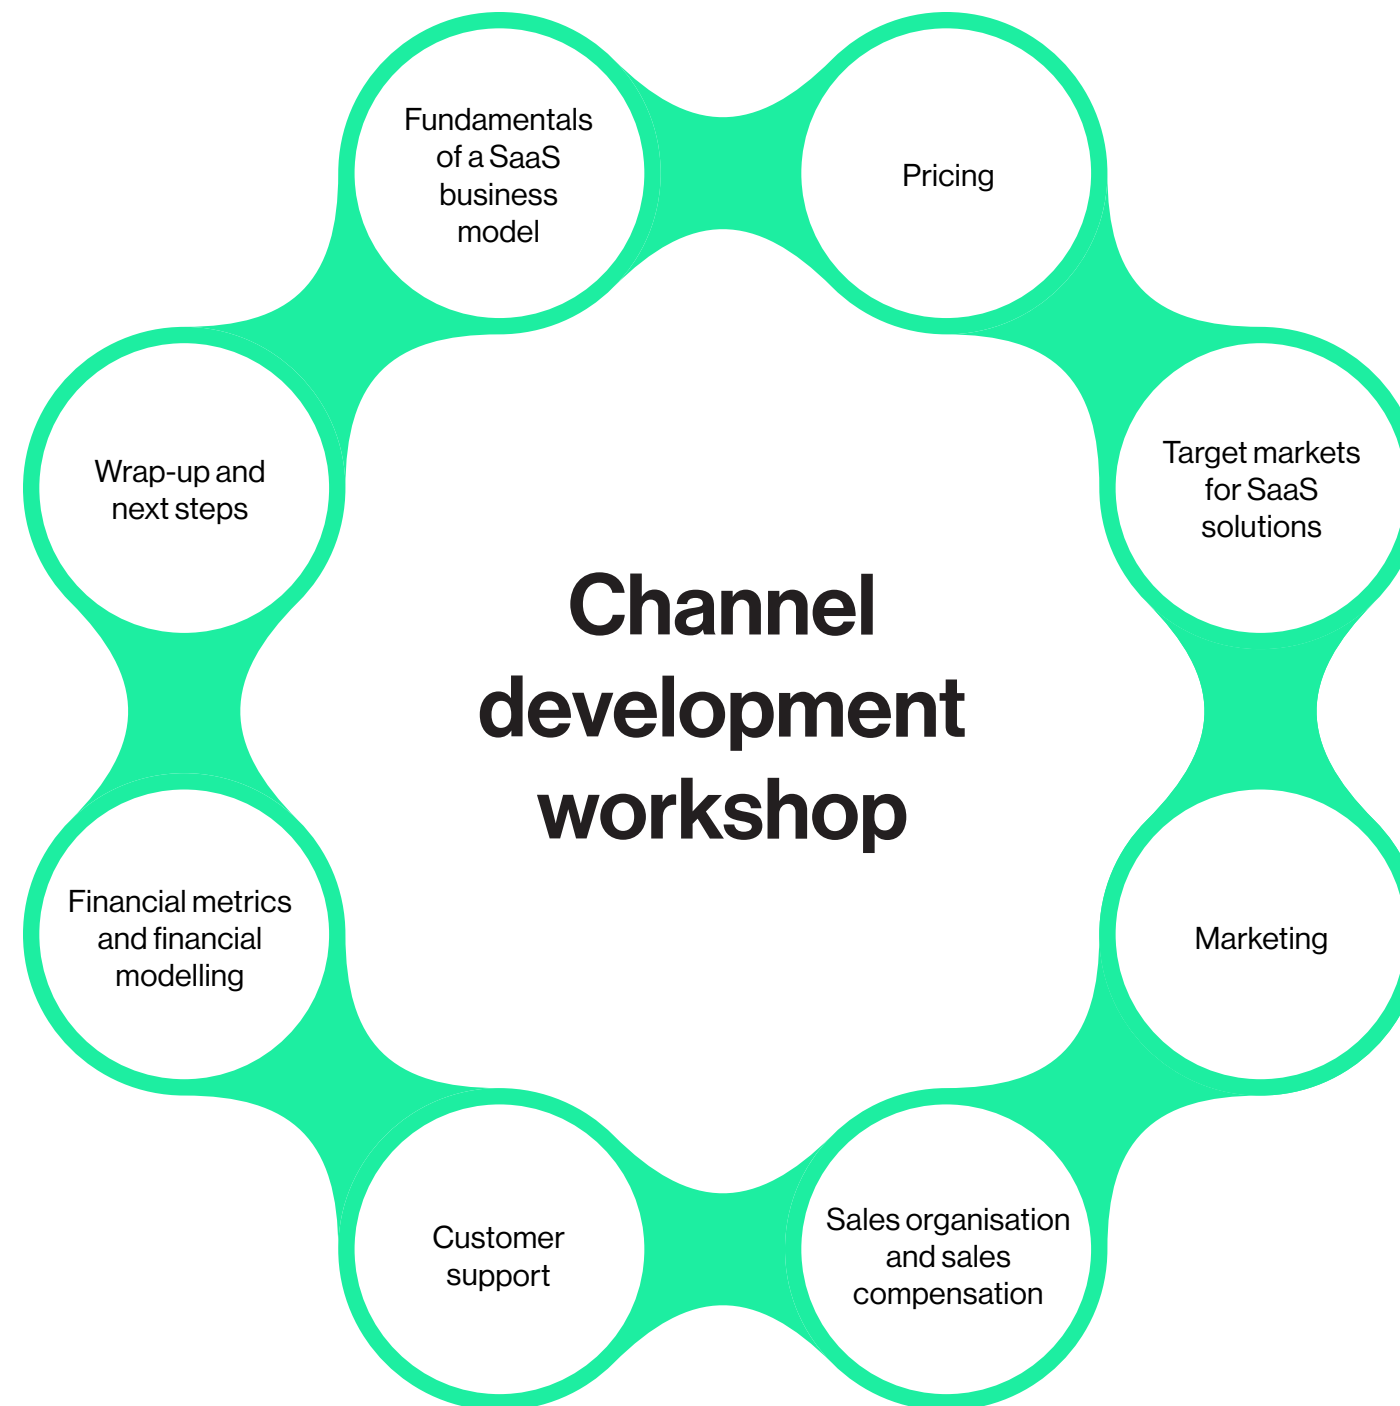 Fundamentals
of a SaaS
business
model
Pricing
Target markets
for SaaS
solutions
Marketing
Sales organisation
and sales
compensation
Customer
support
Financial metrics
and financial
modelling
Wrap-up and
next steps
Channel
development
workshop